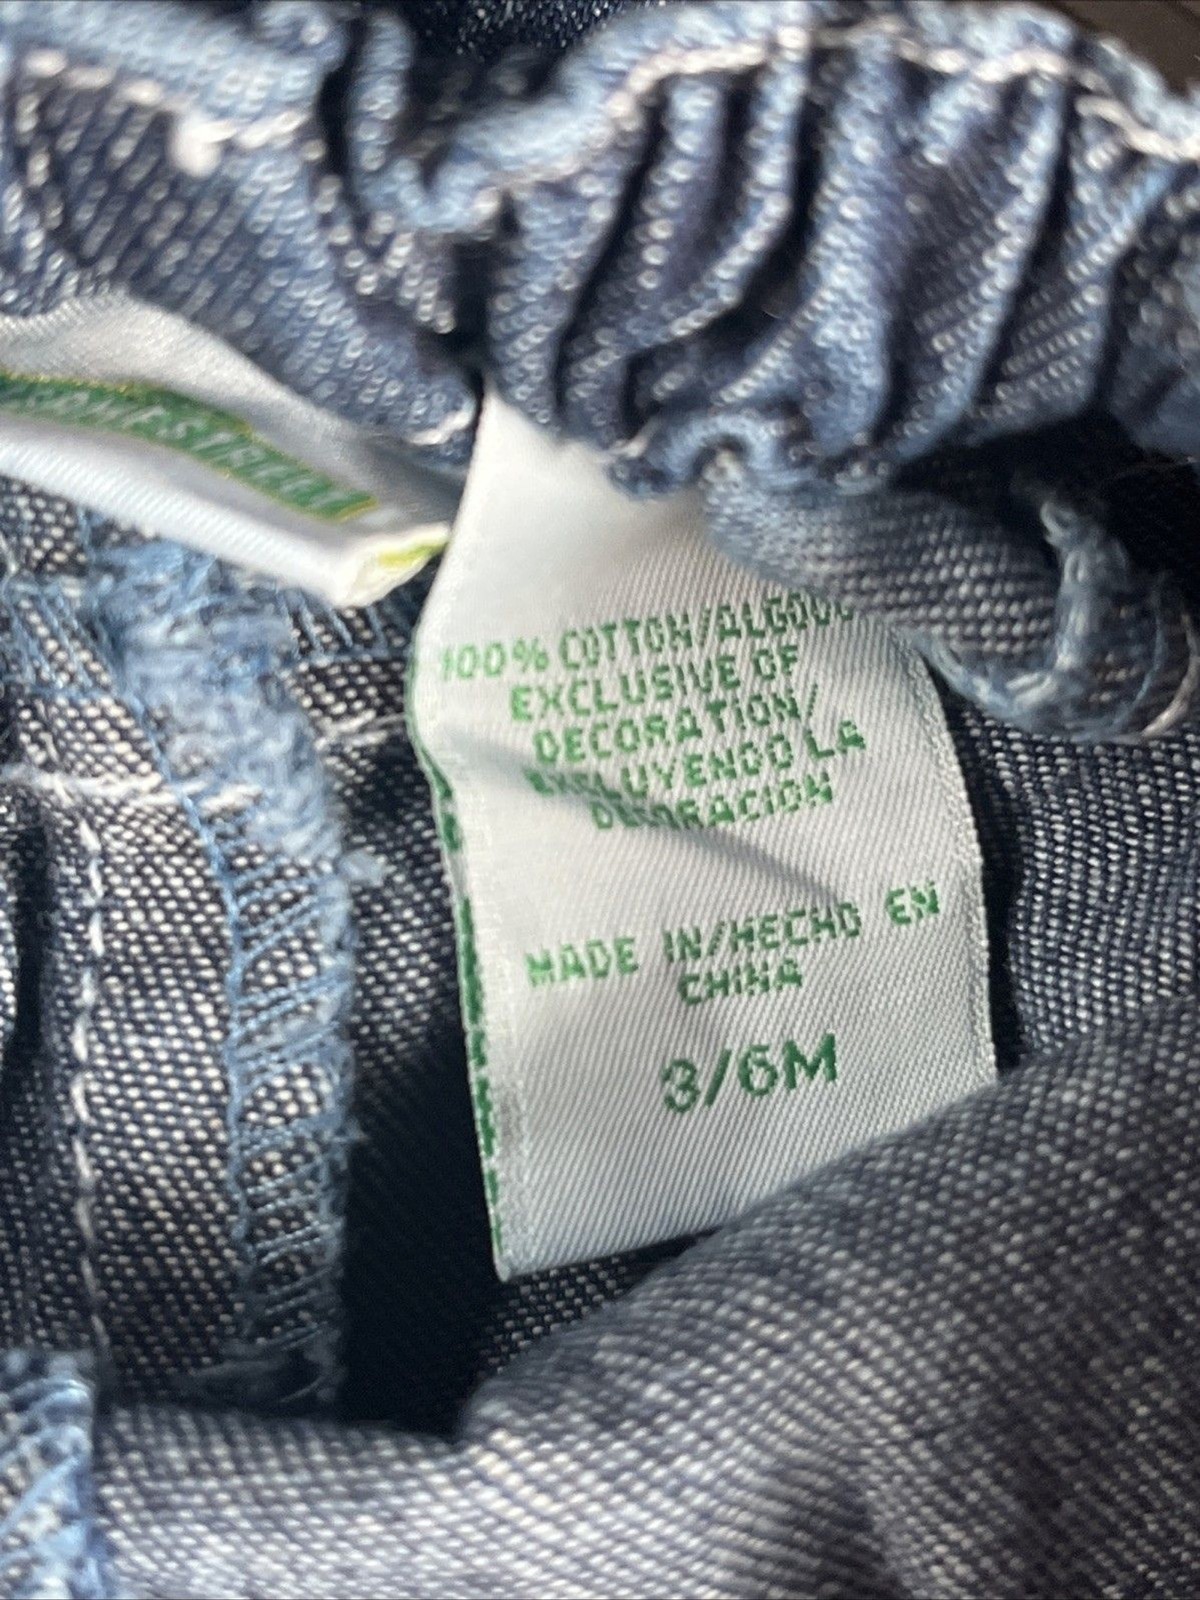 100% COTTON/ALGODO
EXCLUSIVE OF
DECORATION/
EXCLUYENDO LA
DECORACION
MADE IN/HECHO EN
CHINA
3/6M